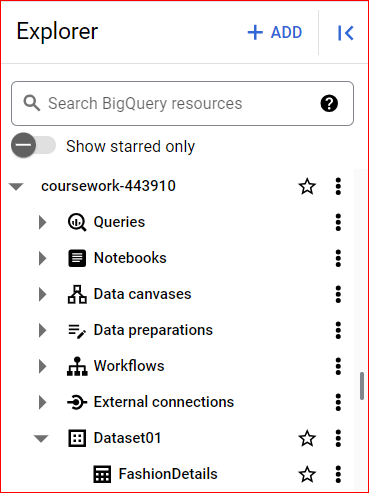 Explorer
+ ADD
Search BigQuery resources
?
Show starred only
coursework-443910
Queries
Notebooks
Data canvases
Data preparations
Workflows
External connections
Dataset01
FashionDetails